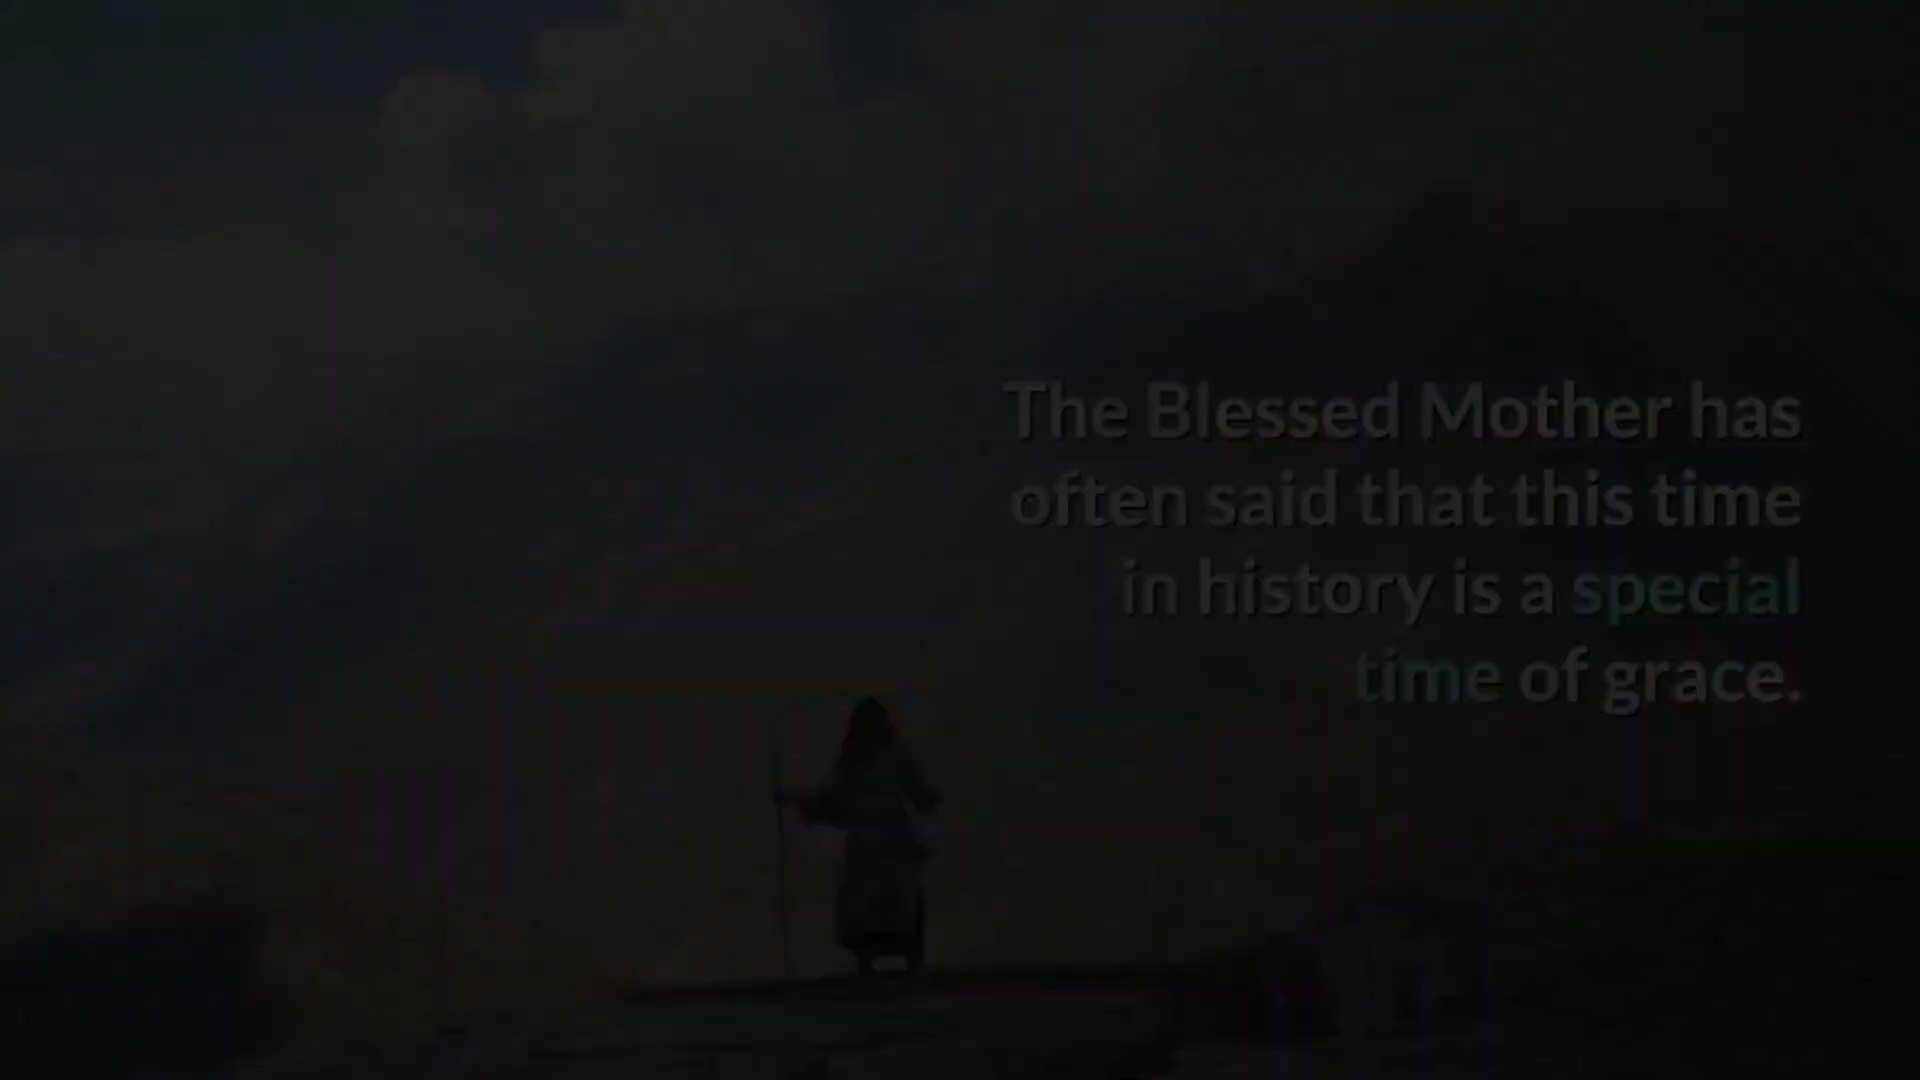 The Blessed Mother has
often said that this time
in history is a special
time of grace.